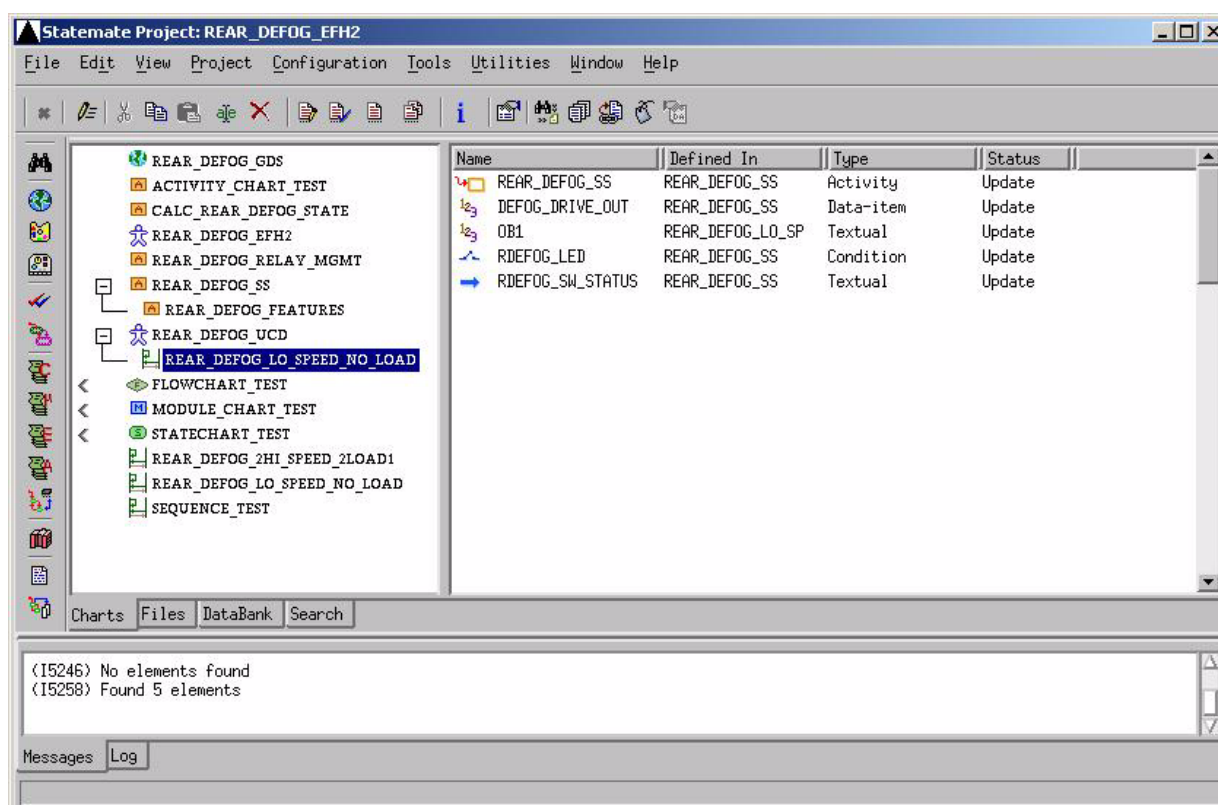 Statemate Project: REAR_DEFOG_EFH2
File Edit View Project Configuration Tools Utilities Window Help
REAR_DEFOG_GDS
ACTIVITY_CHART_TEST
CALC_REAR_DEFOG_STATE
REAR_DEFOG_EFH2
REAR_DEFOG_RELAY_MGMT
REAR_DEFOG_SS
REAR_DEFOG_FEATURES
REAR_DEFOG_UCD
REAR_DEFOG_LO_SPEED_NO_LOAD
FLOWCHART_TEST
MODULE_CHART_TEST
STATECHART_TEST
REAR_DEFOG_2HI_SPEED_2LOAD1
REAR_DEFOG_LO_SPEED_NO_LOAD
SEQUENCE_TEST
Charts Files DataBank Search
Name Defined In Type Status
REAR_DEFOG_SS REAR_DEFOG_SS Activity Update
DEFOG_DRIVE_OUT REAR_DEFOG_SS Data-item Update
OB1 REAR_DEFOG_LO_SP Textual Update
RDEFOG_LED REAR_DEFOG_SS Condition Update
RDEFOG_SW_STATUS REAR_DEFOG_SS Textual Update
(I5246) No elements found
(I5258) Found 5 elements
Messages Log